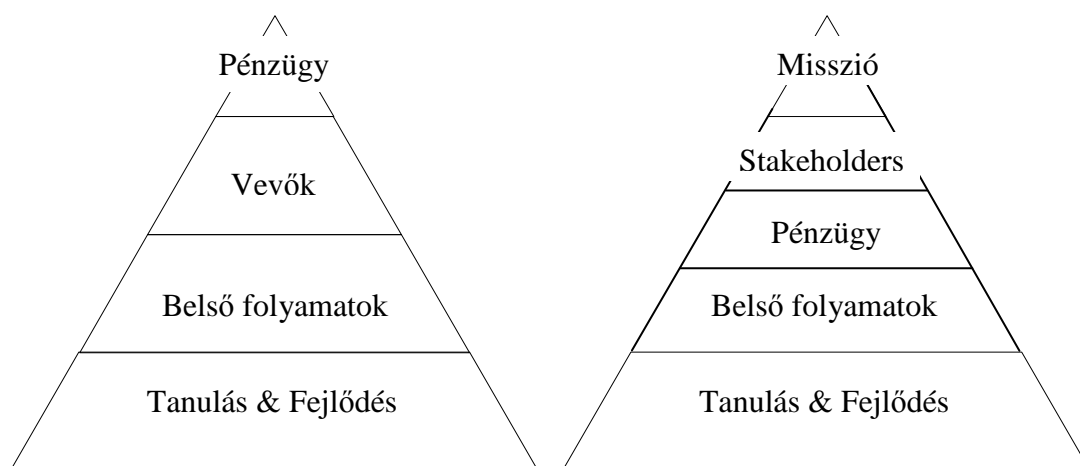 Pénzügy
Vevők
Belső folyamatok
Tanulás & Fejlődés
Misszió
Stakeholders
Pénzügy
Belső folyamatok
Tanulás & Fejlődés